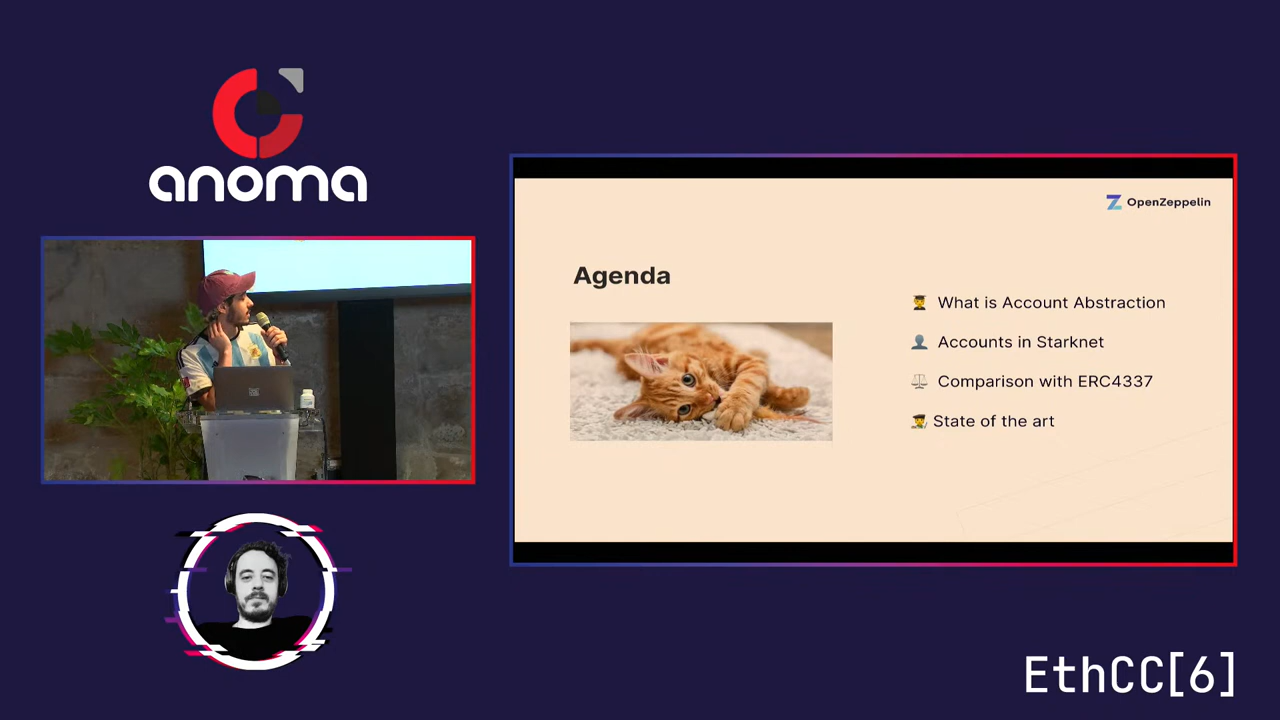 anoma
OpenZeppelin
Agenda
What is Account Abstraction
Accounts in Starknet
Comparison with ERC4337
State of the art
EthCC[6]